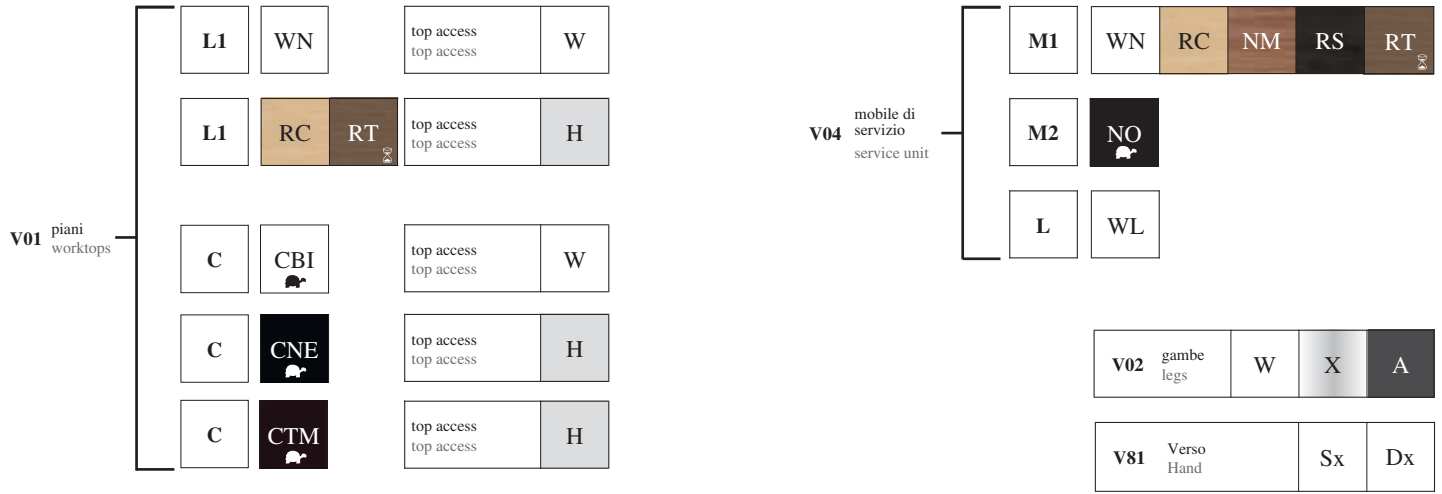 L1 WN top access W
top access
L1 RC RT top access H
top access
V01 piani
worktops
C CBI top access W
top access
C CNE top access H
top access
C CTM top access H
top access
M1 WN RC NM RS RT
V04 mobile di
servizio
service unit
M2 NO
L WL
V02 gambe W X A
legs
V81 Verso Sx Dx
Hand